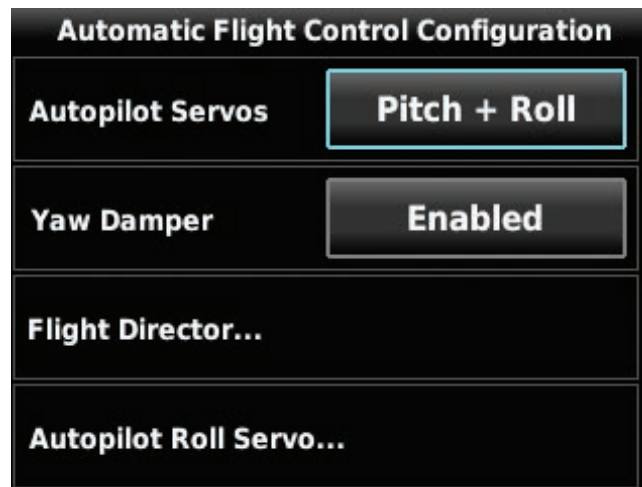 Automatic Flight Control Configuration
Autopilot Servos Pitch + Roll
Yaw Damper Enabled
Flight Director...
Autopilot Roll Servo...